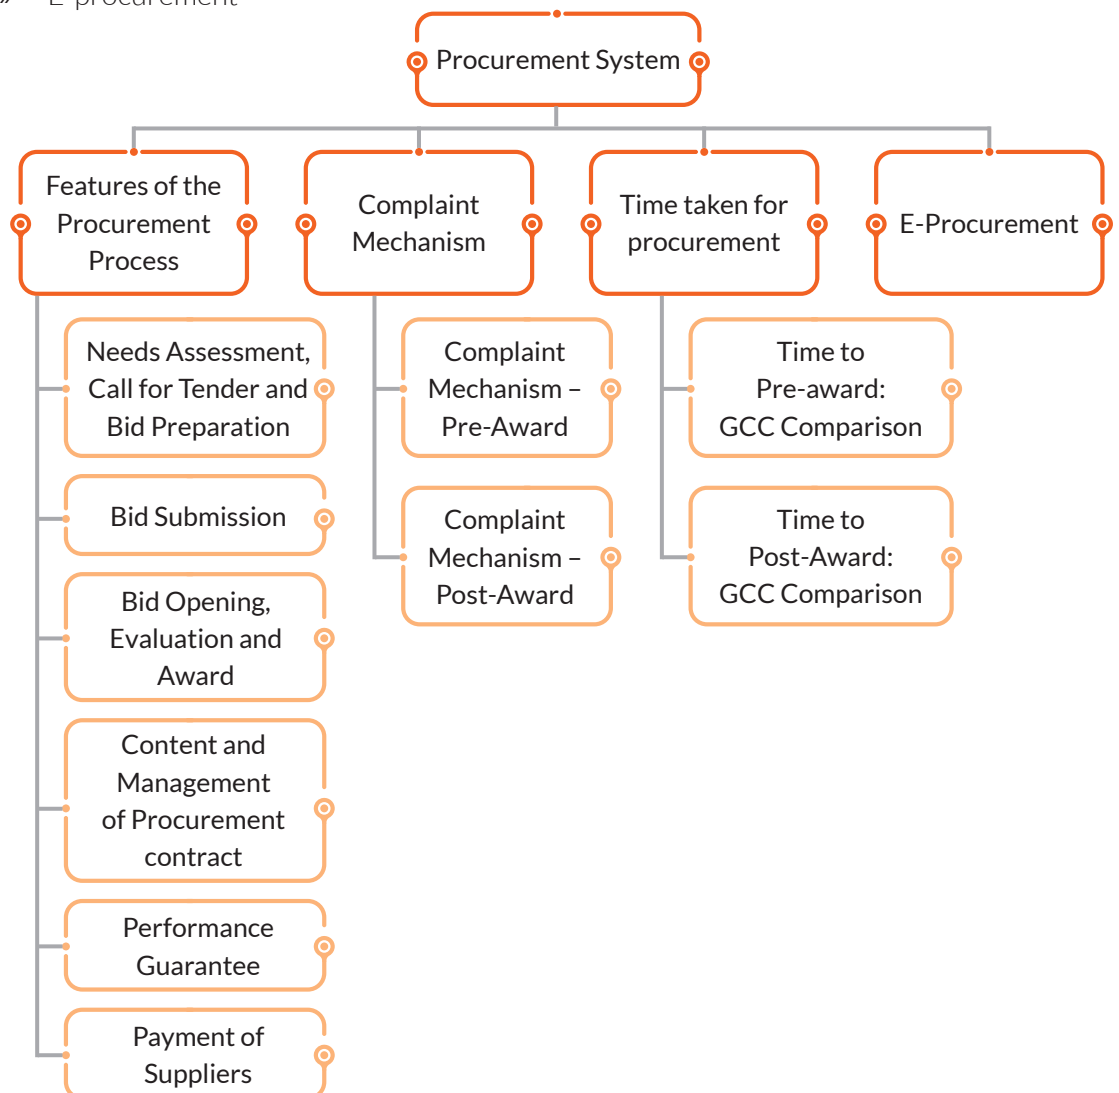 » E-procurement
Procurement System
Features of the
Procurement
Process
Complaint
Mechanism
Time taken for
procurement
E-Procurement
Needs Assessment,
Call for Tender and
Bid Preparation
Bid Submission
Bid Opening,
Evaluation and
Award
Content and
Management
of Procurement
contract
Performance
Guarantee
Payment of
Suppliers
Complaint
Mechanism –
Pre-Award
Complaint
Mechanism –
Post-Award
Time to
Pre-award:
GCC Comparison
Time to
Post-Award:
GCC Comparison